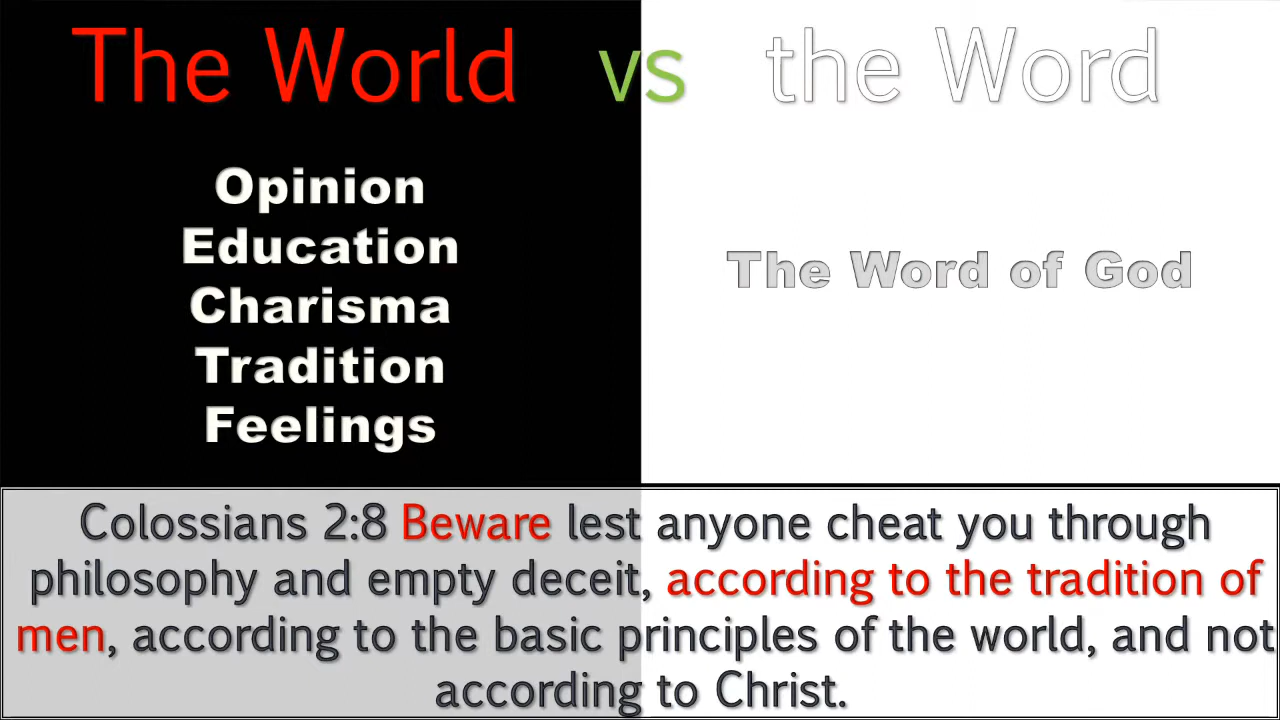 The World vs the Word
Opinion
Education
Charisma
Tradition
Feelings
The Word of God
Colossians 2:8 Beware lest anyone cheat you through
philosophy and empty deceit, according to the tradition of
men, according to the basic principles of the world, and not
according to Christ.